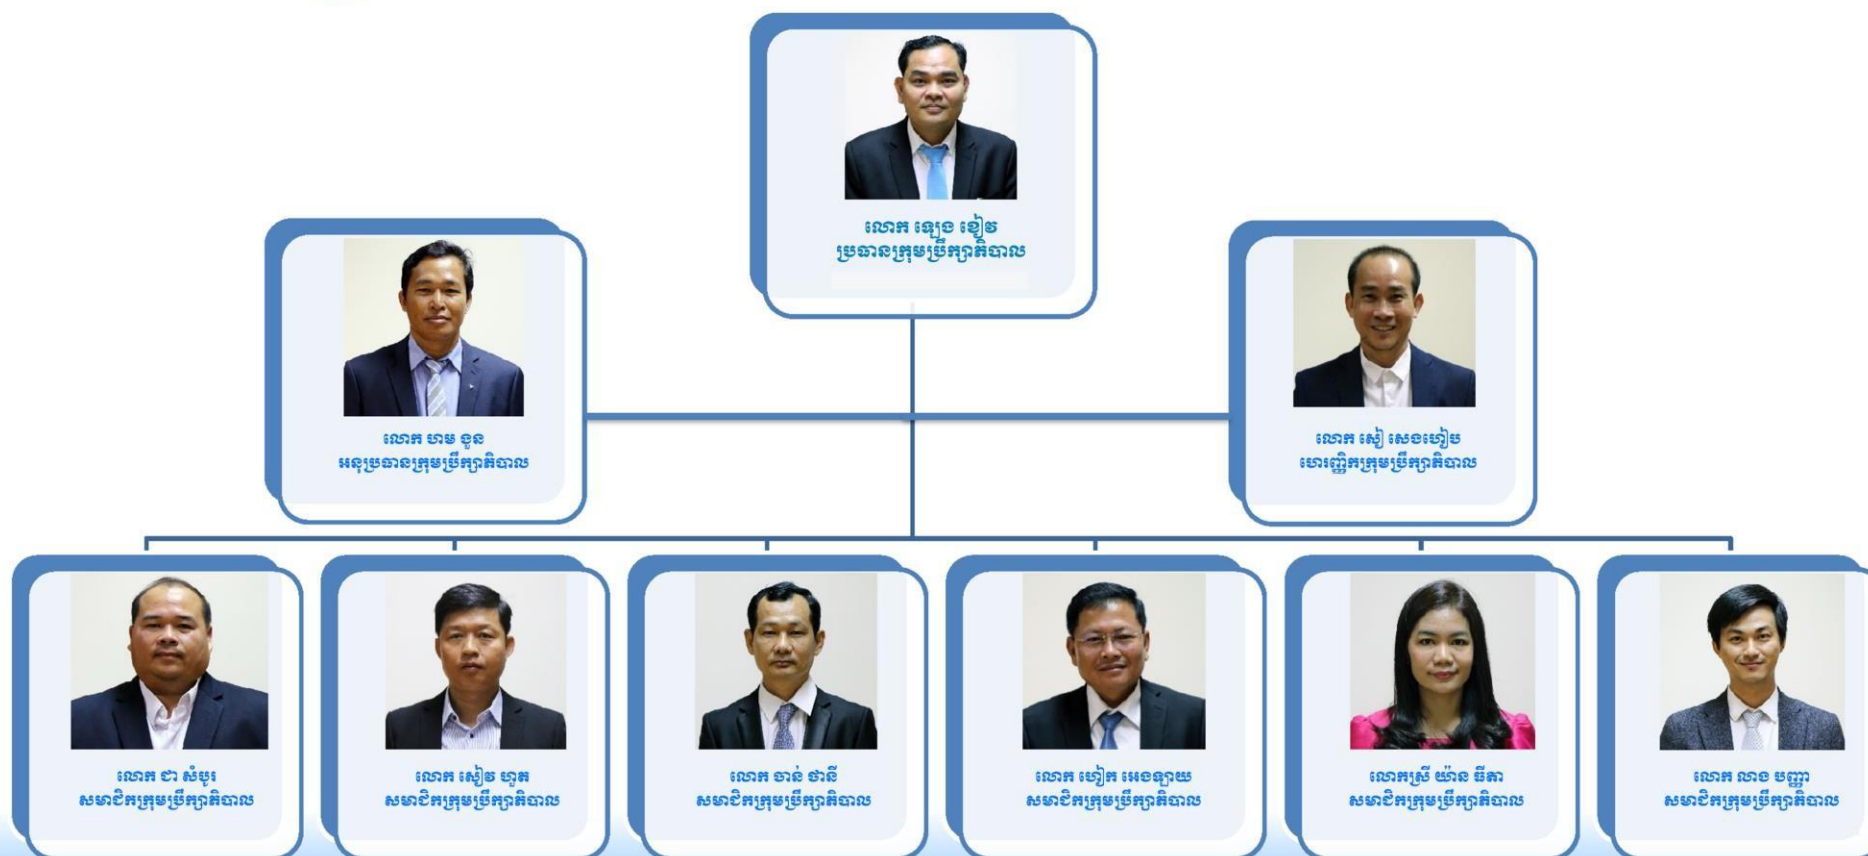 លោក ឡេង ខៀវ
ប្រធានក្រុមប្រឹក្សាភិបាល
លោក ហម ងួន
អនុប្រធានក្រុមប្រឹក្សាភិបាល
លោក សៀ សេងហៀប
ហេរញ្ញិកក្រុមប្រឹក្សាភិបាល
លោក ជា សំបូរ
សមាជិកក្រុមប្រឹក្សាភិបាល
លោក សៀវ ហួត
សមាជិកក្រុមប្រឹក្សាភិបាល
លោក ចាន់ ថានី
សមាជិកក្រុមប្រឹក្សាភិបាល
លោក ហៀក អេងឡាយ
សមាជិកក្រុមប្រឹក្សាភិបាល
លោកស្រី យ៉ាន ធីតា
សមាជិកក្រុមប្រឹក្សាភិបាល
លោក លាង បញ្ញា
សមាជិកក្រុមប្រឹក្សាភិបាល